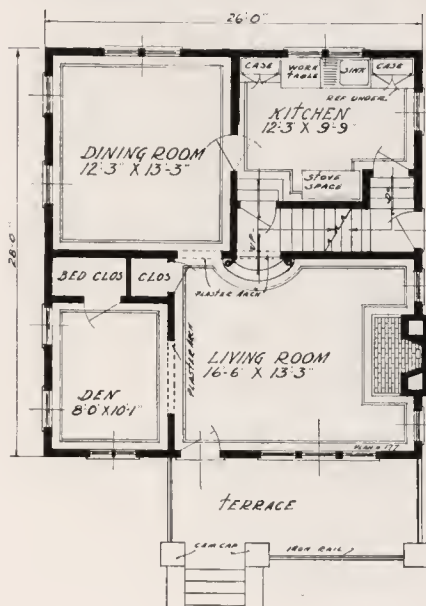 26'-0"
CASE
WORK
TABLE
SINK
CASE
REF UNDER
KITCHEN
12'-3" X 9'-9"
DINING ROOM
12'-3" X 13'-3"
STOVE
SPACE
UP
28'-0"
BED CLOS
CLOS
PLASTER ARCH
PLASTER ARCH
LIVING ROOM
16'-6" X 13'-3"
DEN
8'-0" X 10'-1"
TERRACE
CEM CAP
IRON RAIL